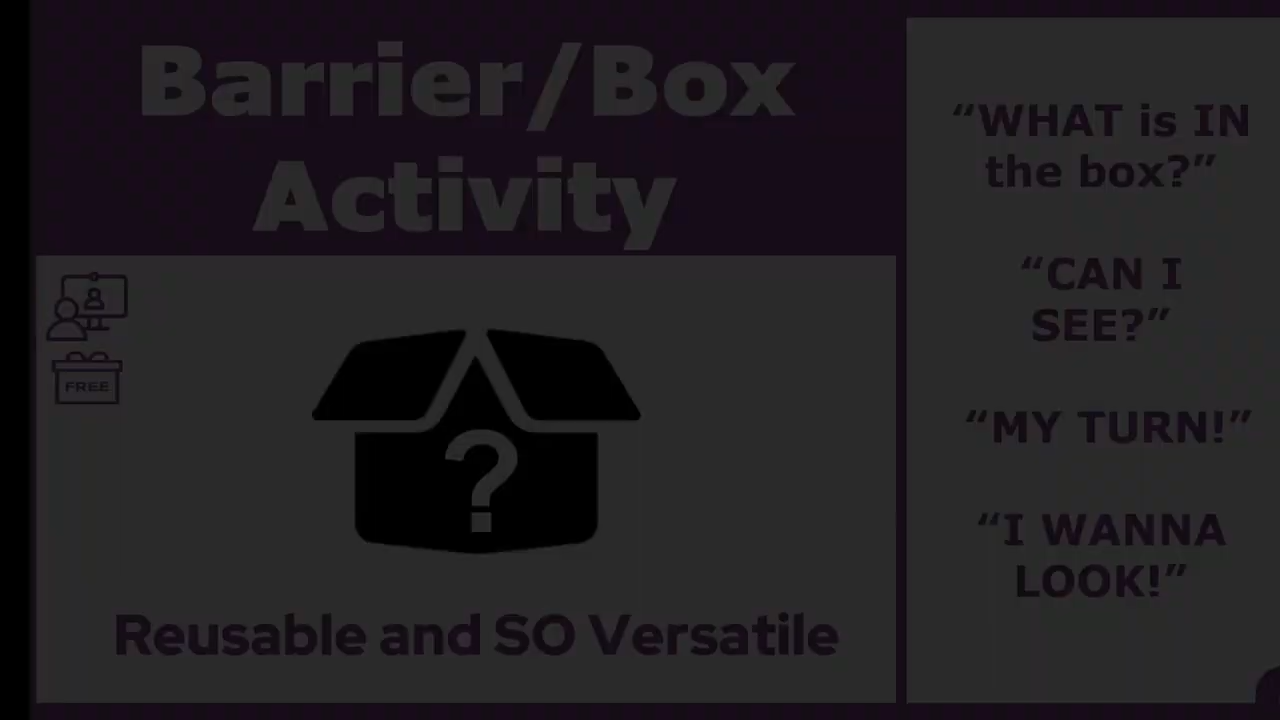 Barrier/Box
Activity
FREE
?
Reusable and SO Versatile
“WHAT is IN
the box?”
“CAN I
SEE?”
“MY TURN!”
“I WANNA
LOOK!”